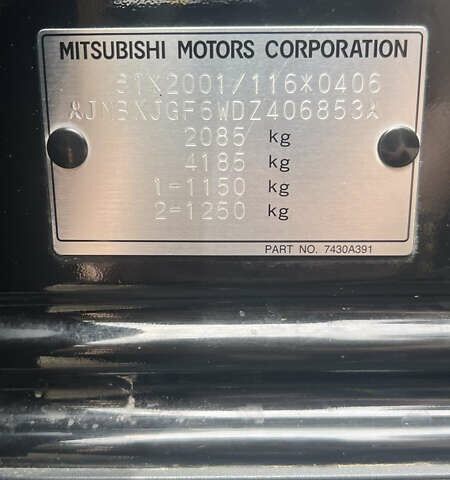 MITSUBISHI MOTORS CORPORATION
e1*2001/116*0406
*JMBXJGF6WDZ406853*
2085 kg
4185 kg
1-1150 kg
2-1250 kg
PART NO. 7430A391